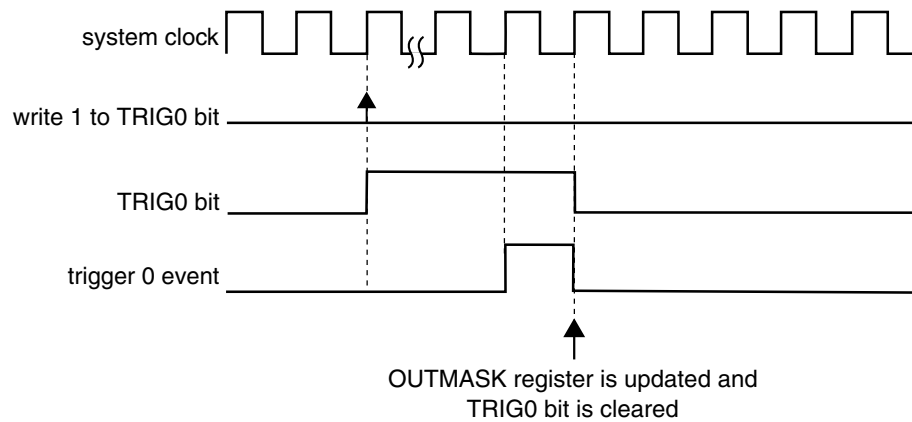 system clock
write 1 to TRIG0 bit
TRIG0 bit
trigger 0 event
OUTMASK register is updated and
TRIG0 bit is cleared